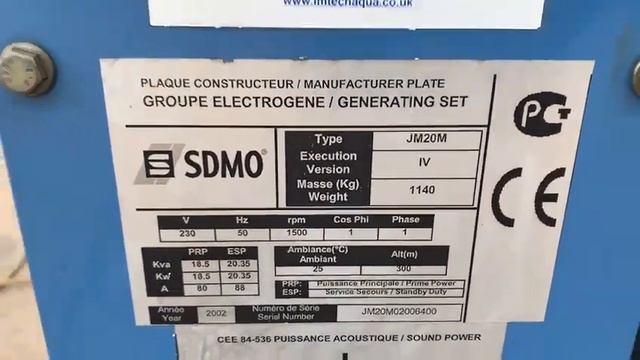 www.imtechaqua.co.uk
PLAQUE CONSTRUCTEUR / MANUFACTURER PLATE
GROUPE ELECTROGENE / GENERATING SET
SDMO
Type JM20M
Execution Version IV
Masse (Kg) Weight 1140
V Hz rpm Cos Phi Phase
230 50 1500 1 1
PRP ESP
Kva 18.5 20.35
Kw 18.5 20.35
A 80 88
Ambiance(°C) Ambiant Alt(m)
25 300
PRP: Puissance Principale / Prime Power
ESP: Service Secours / Standby Duty
Année Year 2002 Numéro de Série Serial Number JM20M02006400
CEE 84-536 PUISSANCE ACOUSTIQUE / SOUND POWER
РСТ
CE